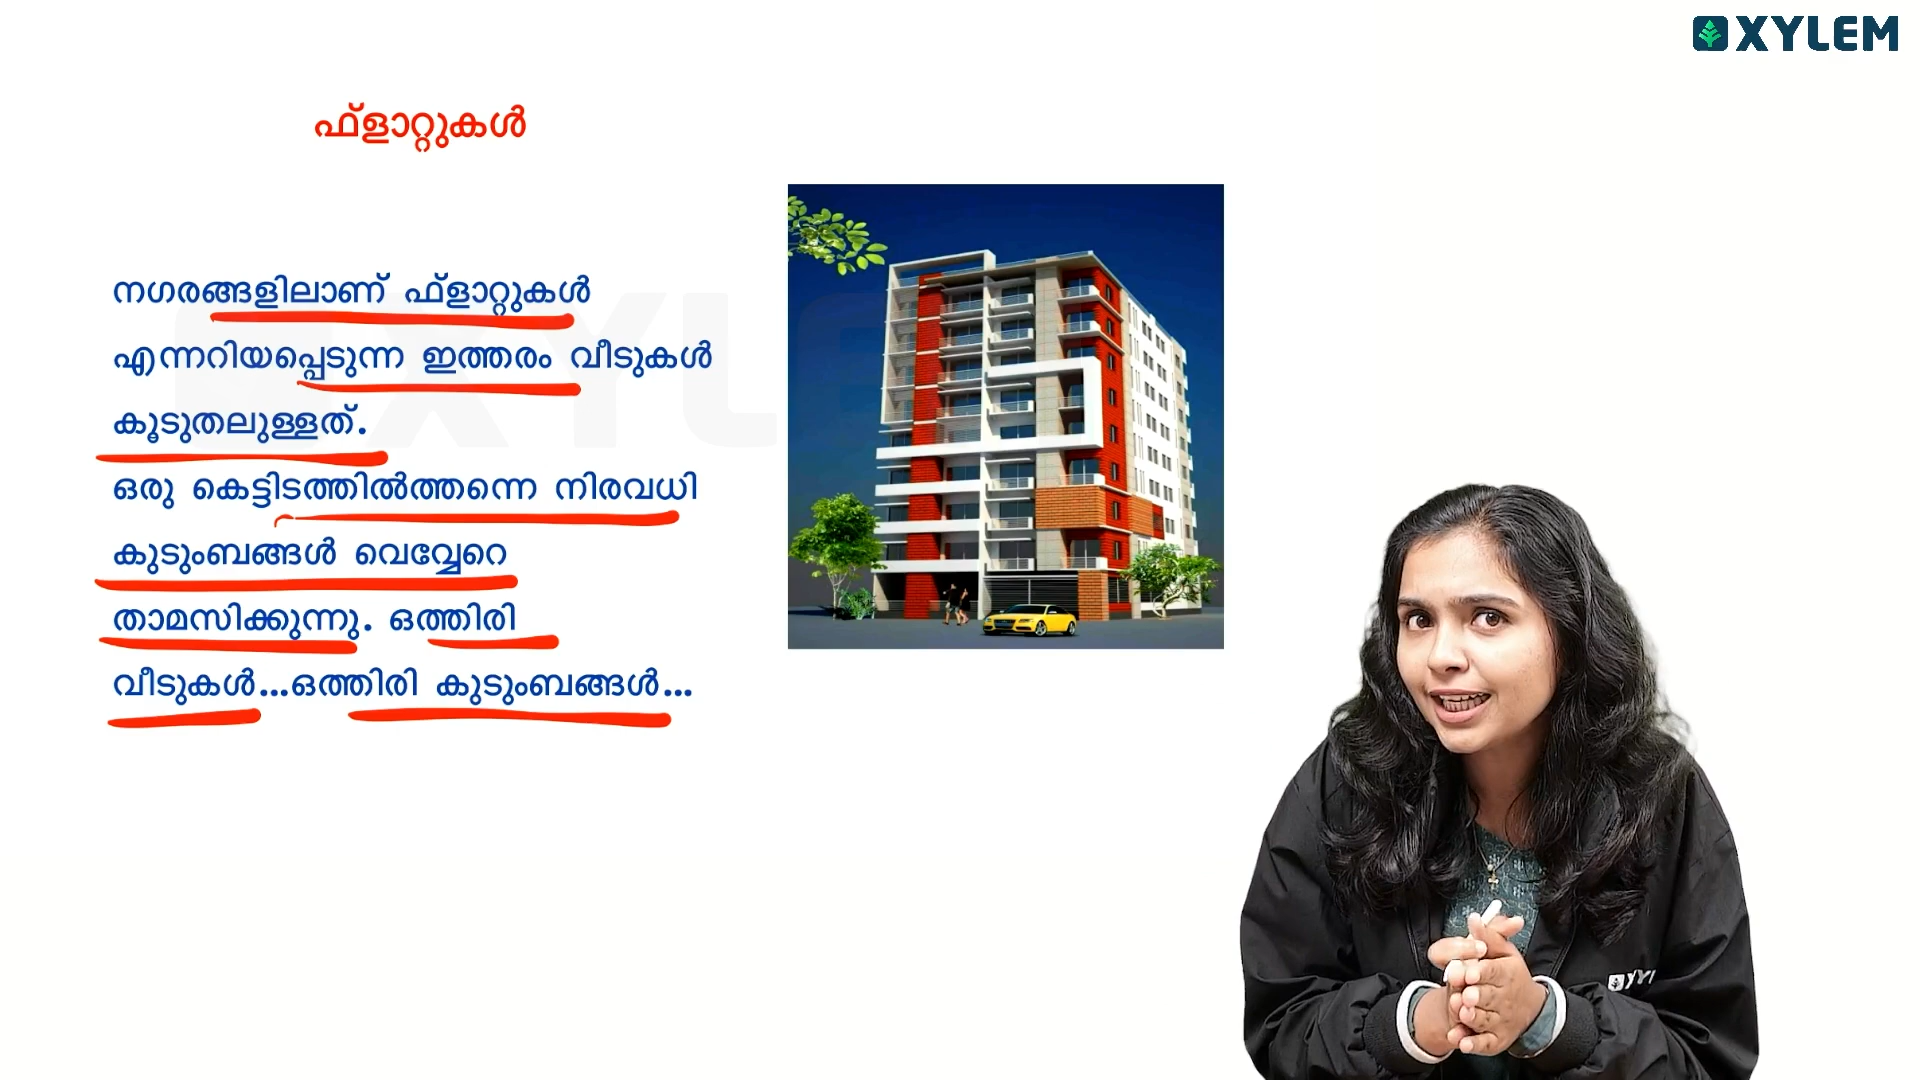 XYLEM
ഫ്ളാറ്റുകൾ
നഗരങ്ങളിലാണ് ഫ്ളാറ്റുകൾ
എന്നറിയപ്പെടുന്ന ഇത്തരം വീടുകൾ
കൂടുതലുള്ളത്.
ഒരു കെട്ടിടത്തിൽത്തന്നെ നിരവധി
കുടുംബങ്ങൾ വെവ്വേറെ
താമസിക്കുന്നു. ഒത്തിരി
വീടുകൾ...ഒത്തിരി കുടുംബങ്ങൾ...